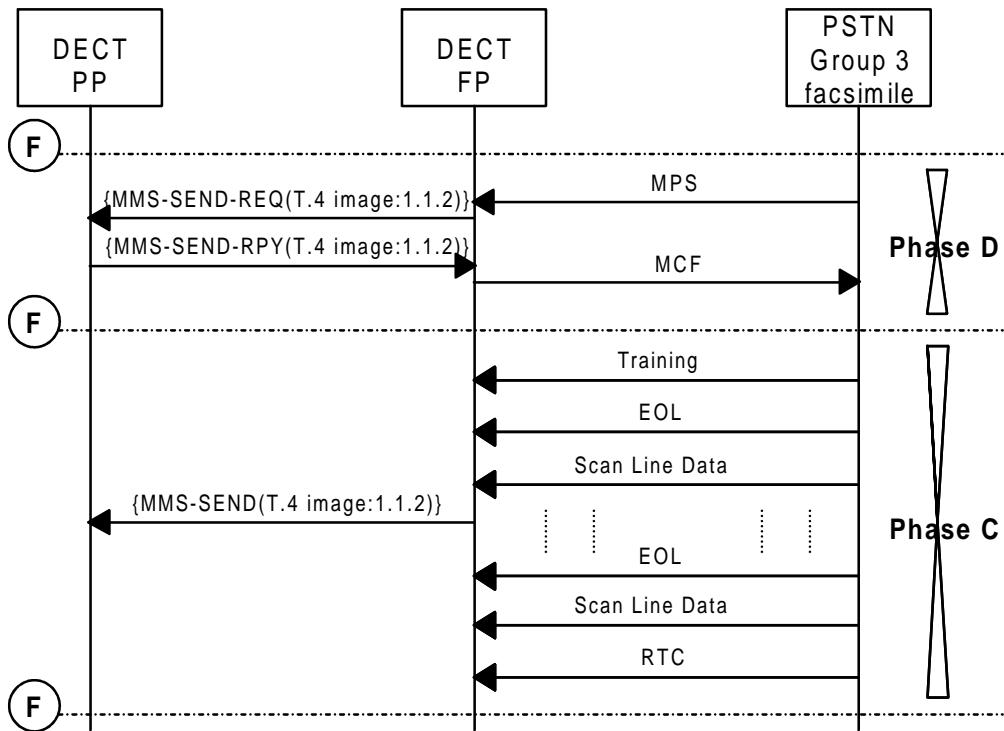 DECT
PP
DECT
FP
PSTN
Group 3
facsimile
F
MPS
{MMS-SEND-REQ(T.4 image:1.1.2)}
{MMS-SEND-RPY(T.4 image:1.1.2)}
MCF
Phase D
F
Training
EOL
Scan Line Data
{MMS-SEND(T.4 image:1.1.2)}
Phase C
EOL
Scan Line Data
RTC
F